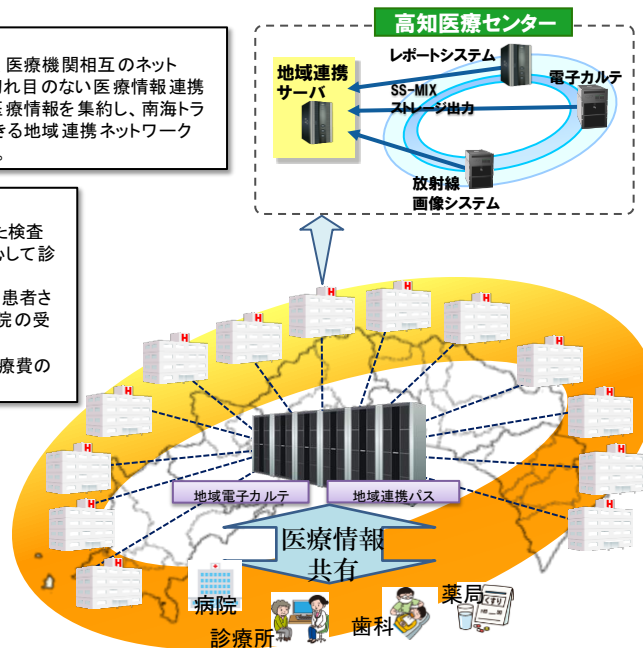 医療機関相互のネット
れ目のない医療情報連携
療情報を集約し、南海トラ
きる地域連携ネットワーク
。
た検査
して診
患者さ
院の受
療費の
高知医療センター
レポートシステム
地域連携
サーバ
電子カルテ
SS-MIX
ストレージ出力
放射線
画像システム
H
H
H
H
H
H
H
H
H
H
H
H
H
地域電子カルテ
地域連携パス
医療情報
共有
病院
診療所
歯科
薬局
くすり